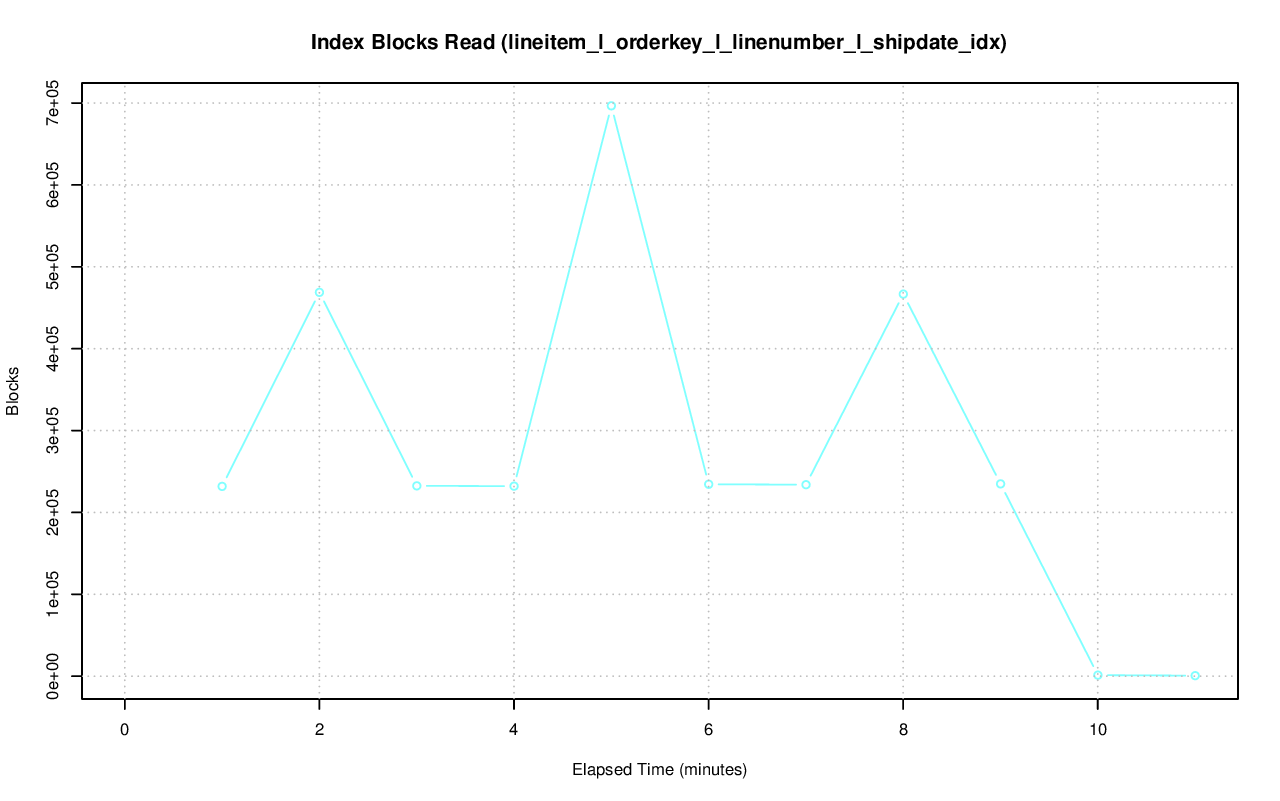 Index Blocks Read (lineitem_l_orderkey_l_linenumber_l_shipdate_idx)
7e+05
6e+05
5e+05
4e+05
3e+05
2e+05
1e+05
0e+00
Blocks
0 2 4 6 8 10
Elapsed Time (minutes)